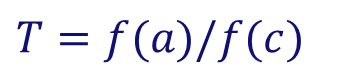 T = f(a)/f(c)